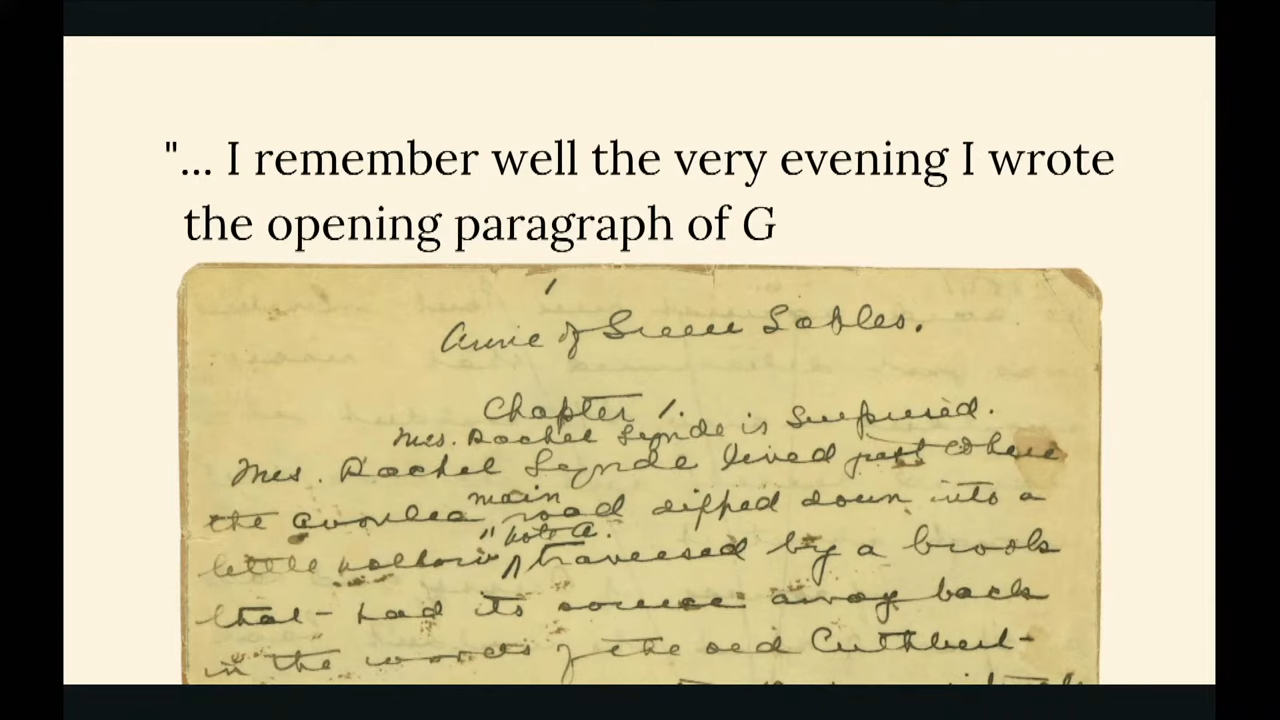 "... I remember well the very evening I wrote
the opening paragraph of G
1
Anne of Green Gables.
Chapter 1.
Mrs. Rachel Lynde is Surprised.
Mrs. Rachel Lynde lived just where
main
the Avonlea road dipped down into a
"Note A.
little hollow traversed by a brook
that had its source away back
in the woods of the old Cuthbert